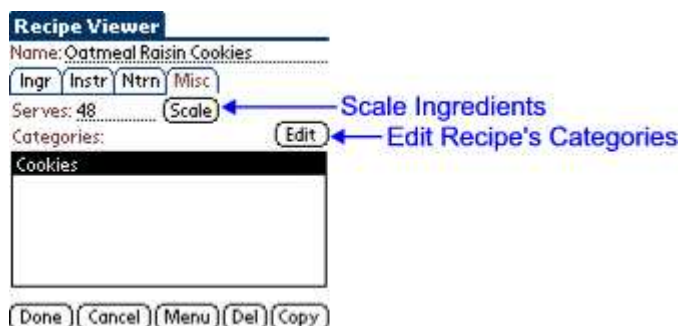 Recipe Viewer
Name: Oatmeal Raisin Cookies
Ingr Instr Ntrn Misc
Serves: 48 Scale Scale Ingredients
Categories: Edit Edit Recipe's Categories
Cookies
Done Cancel Menu Del Copy